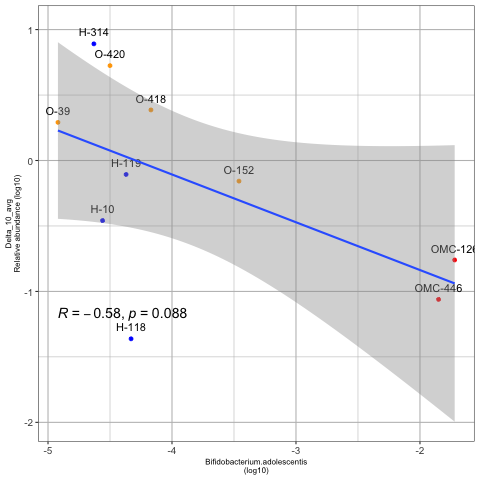 H-314
O-420
O-418
O-39
H-119
O-152
H-10
OMC-126
OMC-446
R = −0.58, p = 0.088
H-118
1
0
-1
-2
-5
-4
-3
-2
Delta_10_avg
Relative abundance (log10)
Bifidobacterium.adolescentis
(log10)